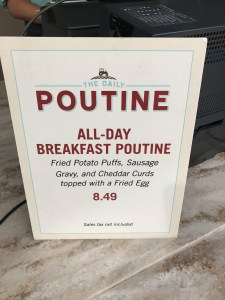 THE DAILY
POUTINE
ALL-DAY
BREAKFAST POUTINE
Fried Potato Puffs, Sausage
Gravy, and Cheddar Curds
topped with a Fried Egg
8.49
Sales tax not included